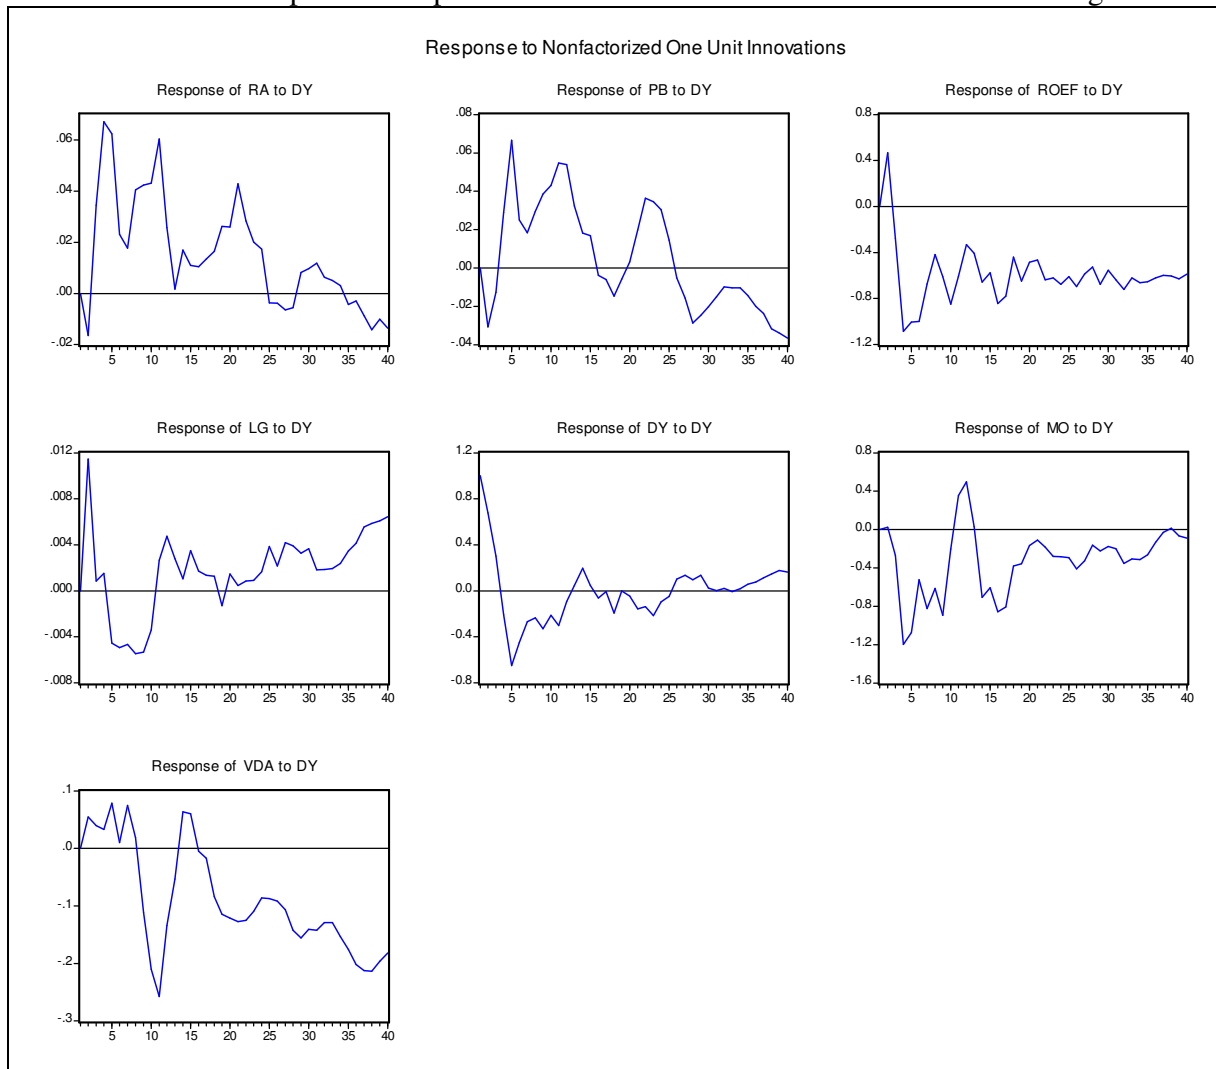 Response to Nonfactorized One Unit Innovations
Response of RA to DY
.06
.04
.02
.00
-.02
5 10 15 20 25 30 35 40
Response of PB to DY
.08
.06
.04
.02
.00
-.02
-.04
5 10 15 20 25 30 35 40
Response of ROEF to DY
0.8
0.4
0.0
-0.4
-0.8
-1.2
5 10 15 20 25 30 35 40
Response of LG to DY
.012
.008
.004
.000
-.004
-.008
5 10 15 20 25 30 35 40
Response of DY to DY
1.2
0.8
0.4
0.0
-0.4
-0.8
5 10 15 20 25 30 35 40
Response of MO to DY
0.8
0.4
0.0
-0.4
-0.8
-1.2
-1.6
5 10 15 20 25 30 35 40
Response of VDA to DY
.1
.0
-.1
-.2
-.3
5 10 15 20 25 30 35 40